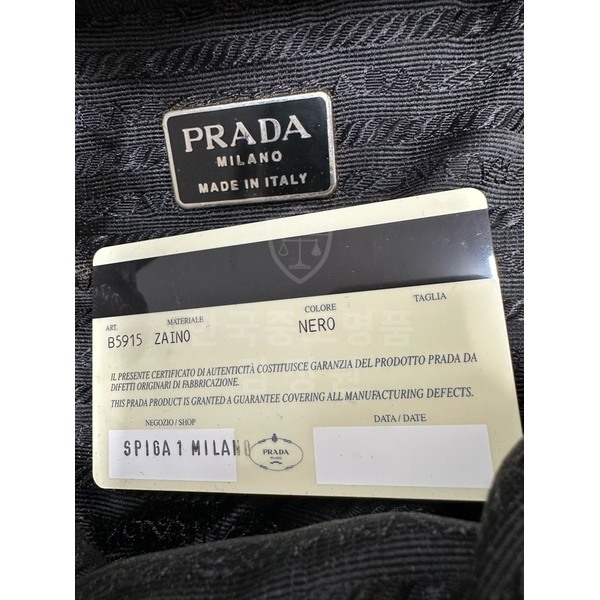 PRADA
MILANO
MADE IN ITALY
ART. MATERIALE COLORE TAGLIA
B5915 ZAINO NERO
IL PRESENTE CERTIFICATO DI AUTENTICITÀ COSTITUISCE GARANZIA DEL PRODOTTO PRADA DA
DIFETTI ORIGINARI DI FABBRICAZIONE.
THIS PRADA PRODUCT IS GRANTED A GUARANTEE COVERING ALL MANUFACTURING DEFECTS.
NEGOZIO / SHOP DATA / DATE
SPIGA 1 MILANO
PRADA
MILANO